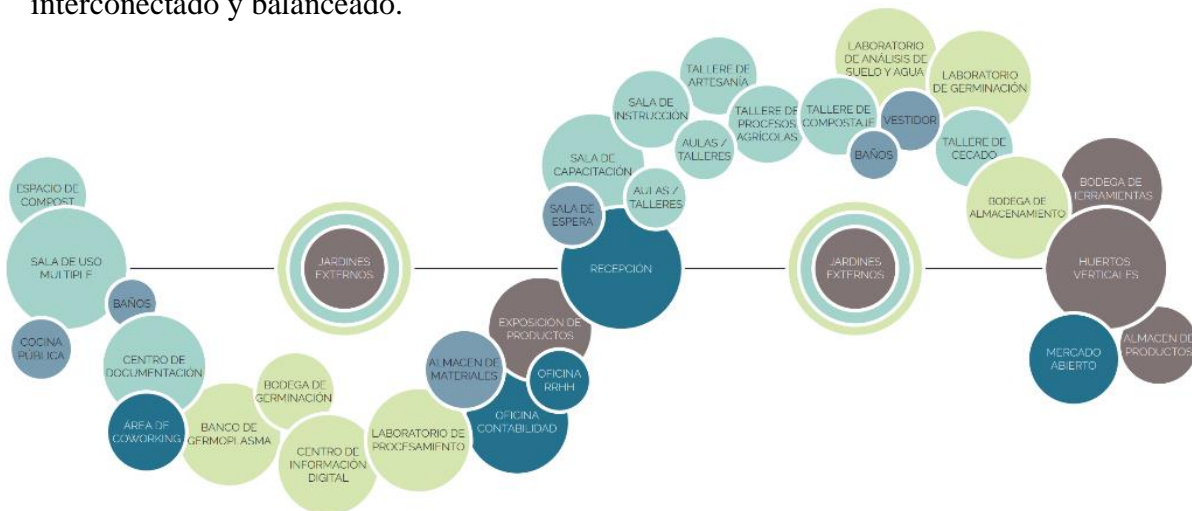 interconectado y balanceado.
ESPACIO DE
COMPOST
SALA DE USO
MULTIPLE
BAÑOS
COCINA
PÚBLICA
CENTRO DE
DOCUMENTACIÓN
ÁREA DE
COWORKING
BANCO DE
GERMOPLASMA
BODEGA DE
GERMINACIÓN
CENTRO DE
INFORMACIÓN
DIGITAL
LABORATORIO DE
PROCESAMIENTO
JARDINES
EXTERNOS
ALMACEN DE
MATERIALES
EXPOSICIÓN DE
PRODUCTOS
OFICINA
RRHH
OFICINA
CONTABILIDAD
RECEPCIÓN
SALA DE
ESPERA
SALA DE
CAPACITACIÓN
AULAS /
TALLERES
SALA DE
INSTRUCCIÓN
AULAS /
TALLERES
TALLERE DE
ARTESANÍA
TALLERE DE
PROCESOS
AGRÍCOLAS
TALLERE DE
COMPOSTAJE
BAÑOS
VESTIDOR
LABORATORIO
DE ANÁLISIS DE
SUELO Y AGUA
LABORATORIO
DE GERMINACIÓN
TALLERE DE
CECADO
JARDINES
EXTERNOS
BODEGA DE
ALMACENAMIENTO
BODEGA DE
IERRAMIENTAS
HUERTOS
VERTICALES
MERCADO
ABIERTO
ALMACEN DE
PRODUCTOS